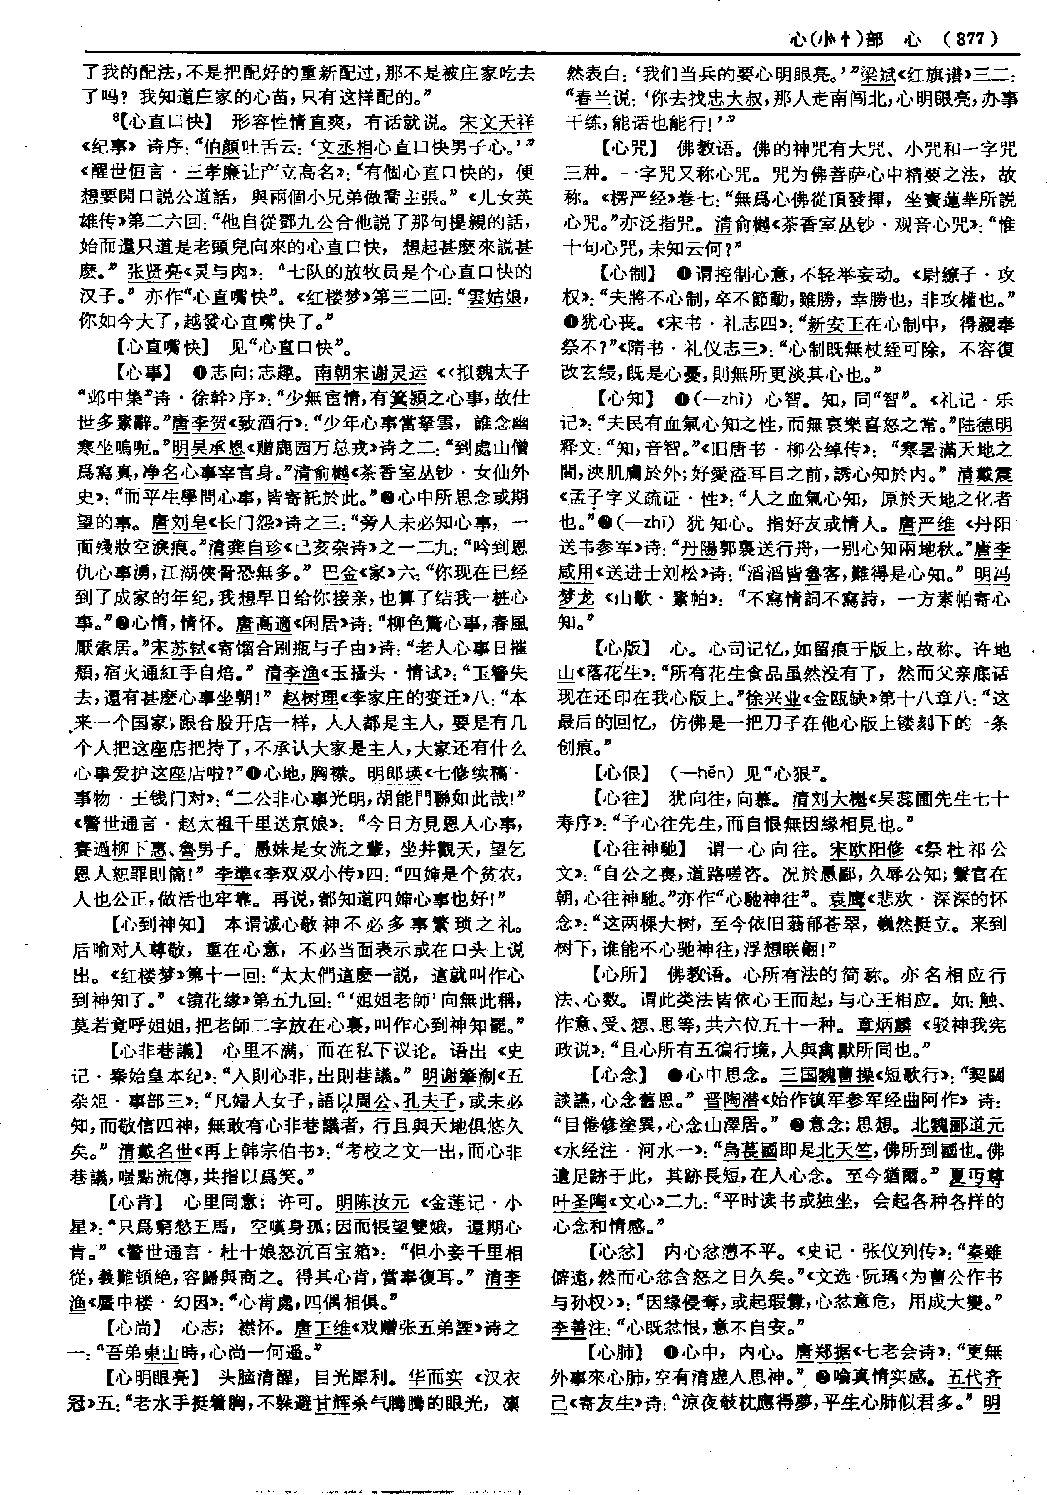 心(小忄)部　心　(377)
了我的配法,不是把配好的重新配过,那不是被庄家吃去
了吗？我知道庄家的心苗,只有这样配的。”
⁸【心直口快】　形容性情直爽，有话就说。宋文天祥
《纪事》诗序:“伯顔吐舌云:‘文丞相心直口快男子心。’”
《醒世恒言·三孝廉让产立高名》:“有個心直口快的，便
想要開口説公道話，與兩個小兄弟做喬主張。”《儿女英
雄传》第二六回:“他自從鄧九公合他説了那句提親的話，
始而還只道是老頭兒向來的心直口快，想起甚麽來説甚
麽。”张贤亮《灵与肉》:“七队的放牧员是个心直口快的
汉子。”亦作“心直嘴快”。《红楼梦》第三二回:“雲姑娘，
你如今大了,越發心直嘴快了。”
【心直嘴快】　见“心直口快”。
【心事】　❶志向;志趣。南朝宋谢灵运《〈拟魏太子
“邺中集”诗·徐幹〉序》:“少無宦情,有箕潁之心事,故仕
世多素辭。”唐李贺《致酒行》:“少年心事當拏雲，誰念幽
寒坐嗚呃。”明吴承恩《赠鹿园万总戎》诗之二:“到處山僧
爲寫真,净名心事宰官身。”清俞樾《茶香室丛钞·女仙外
史》:“而平生學問心事,皆寄託於此。”❷心中所思念或期
望的事。唐刘皂《长门怨》诗之三:“旁人未必知心事，一
面殘妝空淚痕。”清龚自珍《己亥杂诗》之一二九:“吟到恩
仇心事湧,江湖俠骨恐無多。”巴金《家》六:“你现在已经
到了成家的年纪,我想早日给你接亲,也算了结我一桩心
事。”❸心情,情怀。唐高適《闲居》诗:“柳色驚心事,春風
厭索居。”宋苏轼《寄馏合刷瓶与子由》诗:“老人心事日摧
頹,宿火通紅手自焙。”清李渔《玉搔头·情试》:“玉簪失
去,還有甚麽心事坐朝!”赵树理《李家庄的变迁》八:“本
来一个国家,跟合股开店一样，人人都是主人，要是有几
个人把这座店把持了,不承认大家是主人,大家还有什么
心事爱护这座店啦?”❹心地,胸襟。明郎瑛《七修续稿·
事物·王钱门对》:“二公非心事光明,胡能門聯如此哉!”
《警世通言·赵太祖千里送京娘》:“今日方見恩人心事，
賽過柳下惠、魯男子。愚妹是女流之輩，坐井觀天，望乞
恩人恕罪則箇!”李準《李双双小传》四:“四婶是个贫农，
人也公正,做活也牢靠。再说,都知道四婶心事也好!”
【心到神知】　本谓诚心敬神不必多事繁琐之礼。
后喻对人尊敬，重在心意，不必当面表示或在口头上说
出。《红楼梦》第十一回:“太太們這麽一説，這就叫作心
到神知了。”《镜花缘》第五九回:“‘姐姐老師’向無此稱，
莫若竟呼姐姐,把老師二字放在心裏,叫作心到神知罷。”
【心非巷議】　心里不满，而在私下议论。语出《史
记·秦始皇本纪》:“入則心非,出則巷議。”明谢肇淛《五
杂俎·事部三》:“凡婦人女子,語以周公、孔夫子,或未必
知,而敬信四神，無敢有心非巷議者，行且與天地俱悠久
矣。”清戴名世《再上韩宗伯书》:“考校之文一出,而心非
巷議,嗤點流傳,共指以爲笑。”
【心肯】　心里同意；许可。明陈汝元《金莲记·小
星》:“只爲窮愁五馬，空嘆身孤;因而悵望雙娥，還期心
肯。”《警世通言·杜十娘怒沉百宝箱》:“但小妾千里相
從,義難頓絶,容歸與商之。得其心肯,當奉復耳。”清李
渔《蜃中楼·幻因》:“心肯處,四偶相俱。”
【心尚】　心志；襟怀。唐王维《戏赠张五弟諲》诗之
一:“吾弟東山時,心尚一何遥。”
【心明眼亮】　头脑清醒，目光犀利。华而实《汉衣
冠》五:“老水手挺着胸,不躲避甘辉杀气腾腾的眼光，凛
然表白:‘我们当兵的要心明眼亮。’”梁斌《红旗谱》三二:
“春兰说:‘你去找忠大叔,那人走南闯北,心明眼亮,办事
干练,能话也能行!’”
【心咒】　佛教语。佛的神咒有大咒、小咒和一字咒
三种。一字咒又称心咒。咒为佛菩萨心中精要之法，故
称。《楞严经》卷七:“無爲心佛從頂發揮，坐寶蓮華所説
心咒。”亦泛指咒。清俞樾《茶香室丛钞·观音心咒》:“惟
十句心咒,未知云何?”
【心制】　❶谓控制心意,不轻举妄动。《尉缭子·攻
权》:“夫將不心制,卒不節動,雖勝，幸勝也，非攻權也。”
❷犹心丧。《宋书·礼志四》:“新安王在心制中，得親奉
祭不?”《隋书·礼仪志三》:“心制既無杖絰可除，不容復
改玄綬,既是心憂,則無所更淡其心也。”
【心知】　❶(—zhì)心智。知,同“智”。《礼记·乐
记》:“夫民有血氣心知之性,而無哀樂喜怒之常。”陆德明
释文:“知,音智。”《旧唐书·柳公绰传》:“寒暑滿天地之
間,浹肌膚於外;好愛溢耳目之前,誘心知於内。”清戴震
《孟子字义疏证·性》:“人之血氣心知，原於天地之化者
也。”❷(—zhī)犹知心。指好友或情人。唐严维《丹阳
送韦参军》诗:“丹陽郭裏送行舟,一别心知兩地秋。”唐李
咸用《送进士刘松》诗:“滔滔皆魯客,難得是心知。”明冯
梦龙《山歌·素帕》:“不寫情詞不寫詩，一方素帕寄心
知。”
【心版】　心。心司记忆,如留痕于版上,故称。许地
山《落花生》:“所有花生食品虽然没有了，然而父亲底话
现在还印在我心版上。”徐兴业《金瓯缺》第十八章八:“这
最后的回忆，仿佛是一把刀子在他心版上镂刻下的一条
创痕。”
【心佷】　(—hěn)见“心狠”。
【心往】　犹向往,向慕。清刘大櫆《吴蕊圃先生七十
寿序》:“予心往先生,而自恨無因緣相見也。”
【心往神馳】　谓一心向往。宋欧阳修《祭杜祁公
文》:“自公之喪,道路嗟咨。况於愚鄙,久辱公知;繫官在
朝,心往神馳。”亦作“心馳神往”。袁鹰《悲欢·深深的怀
念》:“这两棵大树，至今依旧蓊郁苍翠，巍然挺立。来到
树下,谁能不心驰神往,浮想联翩!”
【心所】　佛教语。心所有法的简称。亦名相应行
法、心数。谓此类法皆依心王而起,与心王相应。如:触、
作意、受、想、思等,共六位五十一种。章炳麟《驳神我宪
政说》:“且心所有五徧行境,人與禽獸所同也。”
【心念】　❶心中思念。三国魏曹操《短歌行》:“契闊
談讌,心念舊恩。”晋陶潜《始作镇军参军经曲阿作》诗:
“目倦修塗異,心念山澤居。”❷意念;思想。北魏郦道元
《水经注·河水一》:“烏萇國即是北天竺,佛所到國也。佛
遺足跡于此，其跡長短,在人心念。至今猶爾。”夏丏尊
叶圣陶《文心》二九:“平时读书或独坐，会起各种各样的
心念和情感。”
【心忿】　内心忿懑不平。《史记·张仪列传》:“秦雖
僻遠,然而心忿含怒之日久矣。”《文选·阮瑀〈为曹公作书
与孙权〉》:“因緣侵辱,或起瑕釁,心忿意危，用成大變。”
李善注:“心既忿恨,意不自安。”
【心肺】　❶心中，内心。唐郑据《七老会诗》:“更無
外事來心肺,空有清虚入思神。”❷喻真情实感。五代齐
己《寄友生》诗:“涼夜欹枕應得夢,平生心肺似君多。”明